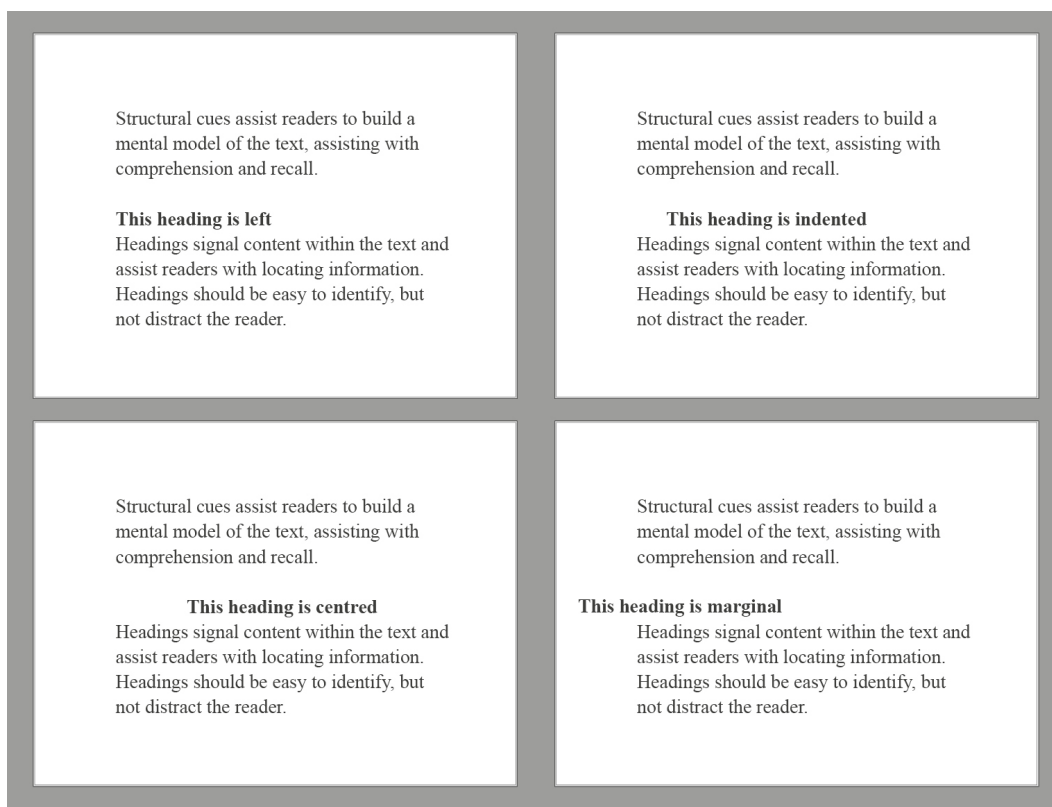 Structural cues assist readers to build a
mental model of the text, assisting with
comprehension and recall.
This heading is left
Headings signal content within the text and
assist readers with locating information.
Headings should be easy to identify, but
not distract the reader.
Structural cues assist readers to build a
mental model of the text, assisting with
comprehension and recall.
This heading is indented
Headings signal content within the text and
assist readers with locating information.
Headings should be easy to identify, but
not distract the reader.
Structural cues assist readers to build a
mental model of the text, assisting with
comprehension and recall.
This heading is centred
Headings signal content within the text and
assist readers with locating information.
Headings should be easy to identify, but
not distract the reader.
Structural cues assist readers to build a
mental model of the text, assisting with
comprehension and recall.
This heading is marginal
Headings signal content within the text and
assist readers with locating information.
Headings should be easy to identify, but
not distract the reader.